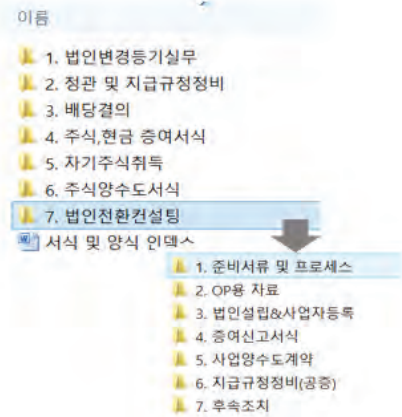 이름
1. 법인변경등기실무
2. 정관 및 지급규정정비
3. 배당결의
4. 주식,현금 증여서식
5. 자기주식취득
6. 주식양수도서식
7. 법인전환컨설팅
서식 및 양식 인덱스
1. 준비서류 및 프로세스
2. OP용 자료
3. 법인설립&사업자등록
4. 증여신고서식
5. 사업양수도계약
6. 지급규정정비(공증)
7. 후속조치